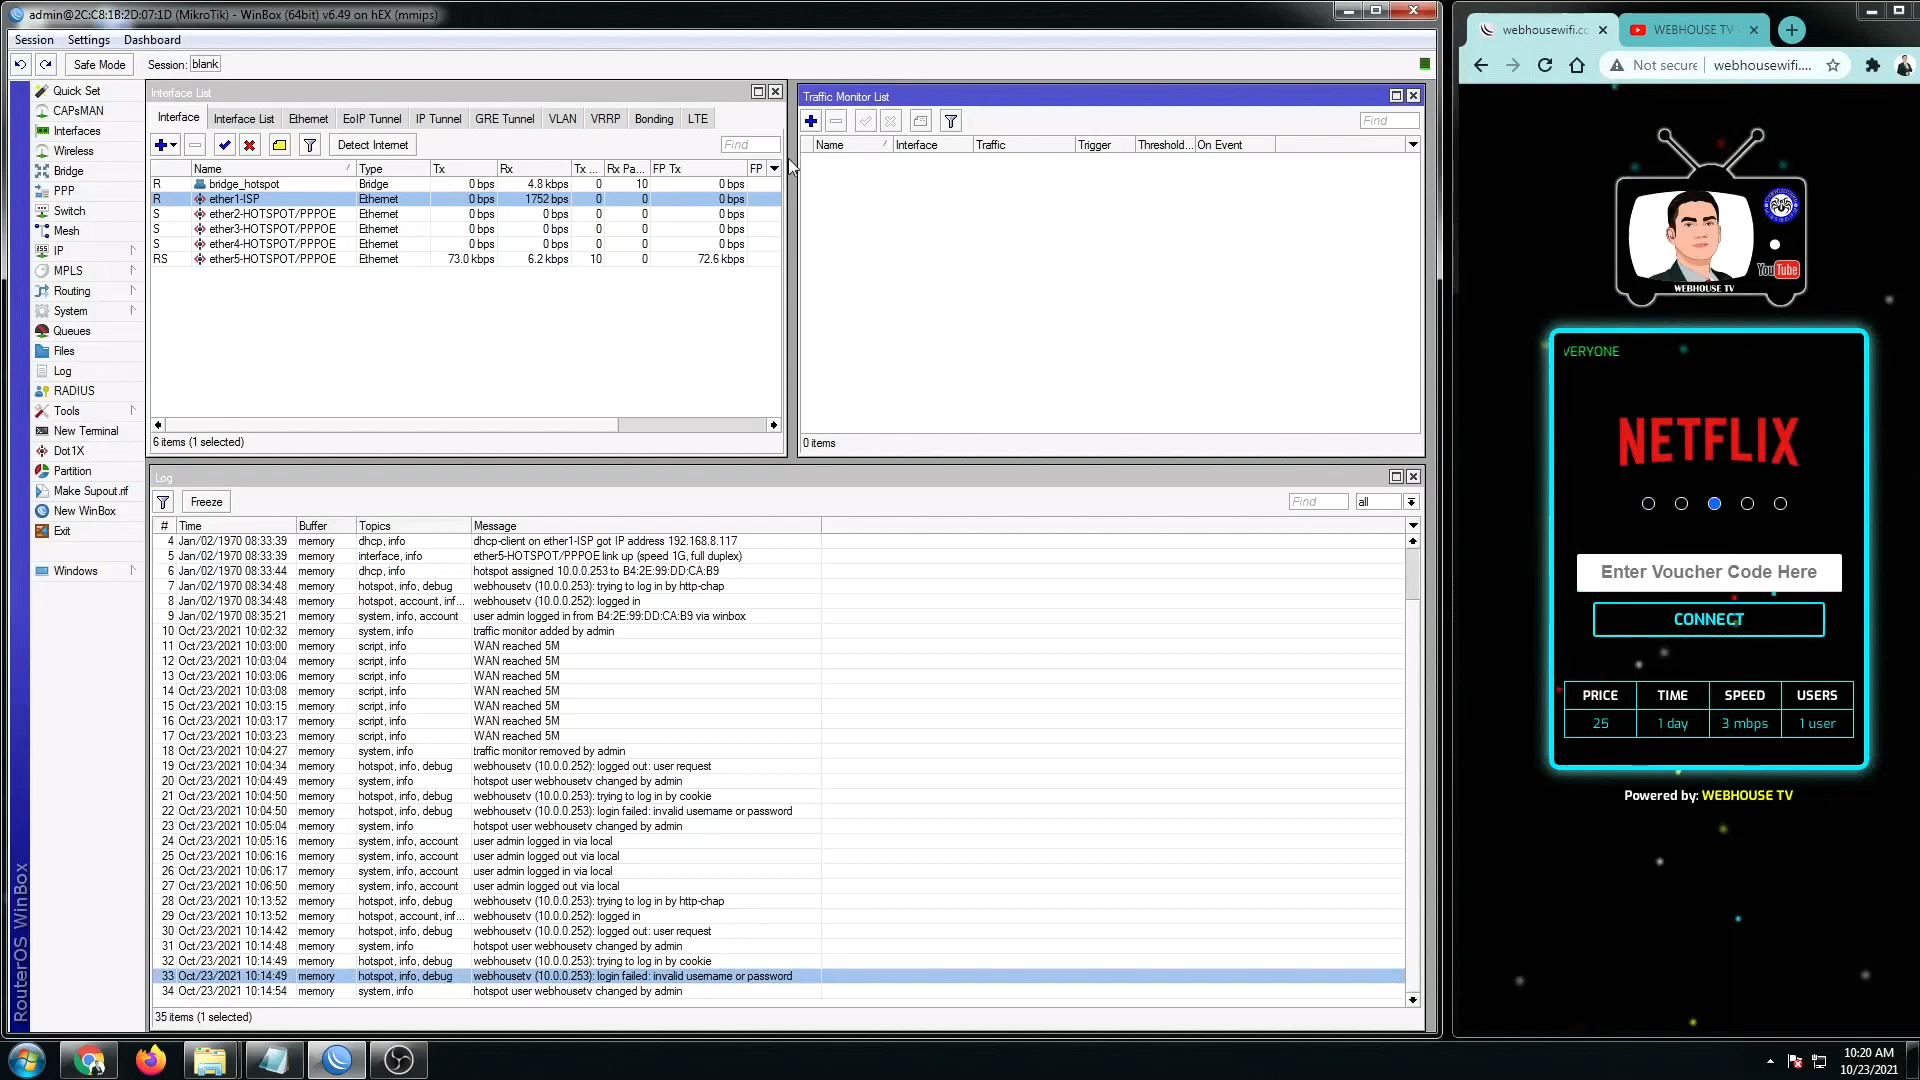 admin@2C:C8:1B:2D:07:1D (MikroTik) - WinBox (64bit) v6.49 on hEX (mmips)
Session Settings Dashboard
Safe Mode Session: blank
Quick Set
CAPsMAN
Interfaces
Wireless
Bridge
PPP
Switch
Mesh
IP
MPLS
Routing
System
Queues
Files
Log
RADIUS
Tools
New Terminal
Dot1X
Partition
Make Supout.rif
New WinBox
Exit
Windows
RouterOS WinBox
Interface List
Interface Interface List Ethernet EoIP Tunnel IP Tunnel GRE Tunnel VLAN VRRP Bonding LTE
Detect Internet Find
Name Type Tx Rx Tx ... Rx Pa... FP Tx FP
R bridge_hotspot Bridge 0 bps 4.8 kbps 0 10 0 bps
R ether1-ISP Ethernet 0 bps 1752 bps 0 0 0 bps
S ether2-HOTSPOT/PPPOE Ethernet 0 bps 0 bps 0 0 0 bps
S ether3-HOTSPOT/PPPOE Ethernet 0 bps 0 bps 0 0 0 bps
S ether4-HOTSPOT/PPPOE Ethernet 0 bps 0 bps 0 0 0 bps
RS ether5-HOTSPOT/PPPOE Ethernet 73.0 kbps 6.2 kbps 10 0 72.6 kbps
6 items (1 selected)
Traffic Monitor List
Find
Name Interface Traffic Trigger Threshold... On Event
0 items
Log
Freeze Find all
# Time Buffer Topics Message
4 Jan/02/1970 08:33:39 memory dhcp, info dhcp-client on ether1-ISP got IP address 192.168.8.117
5 Jan/02/1970 08:33:39 memory interface, info ether5-HOTSPOT/PPPOE link up (speed 1G, full duplex)
6 Jan/02/1970 08:33:44 memory dhcp, info hotspot assigned 10.0.0.253 to B4:2E:99:DD:CA:B9
7 Jan/02/1970 08:34:48 memory hotspot, info, debug webhousetv (10.0.0.253): trying to log in by http-chap
8 Jan/02/1970 08:34:48 memory hotspot, account, inf... webhousetv (10.0.0.252): logged in
9 Jan/02/1970 08:35:21 memory system, info, account user admin logged in from B4:2E:99:DD:CA:B9 via winbox
10 Oct/23/2021 10:02:32 memory system, info traffic monitor added by admin
11 Oct/23/2021 10:03:00 memory script, info WAN reached 5M
12 Oct/23/2021 10:03:04 memory script, info WAN reached 5M
13 Oct/23/2021 10:03:06 memory script, info WAN reached 5M
14 Oct/23/2021 10:03:08 memory script, info WAN reached 5M
15 Oct/23/2021 10:03:15 memory script, info WAN reached 5M
16 Oct/23/2021 10:03:17 memory script, info WAN reached 5M
17 Oct/23/2021 10:03:23 memory script, info WAN reached 5M
18 Oct/23/2021 10:04:27 memory system, info traffic monitor removed by admin
19 Oct/23/2021 10:04:34 memory hotspot, info, debug webhousetv (10.0.0.252): logged out: user request
20 Oct/23/2021 10:04:49 memory system, info hotspot user webhousetv changed by admin
21 Oct/23/2021 10:04:50 memory hotspot, info, debug webhousetv (10.0.0.253): trying to log in by cookie
22 Oct/23/2021 10:04:50 memory hotspot, info, debug webhousetv (10.0.0.253): login failed: invalid username or password
23 Oct/23/2021 10:05:04 memory system, info hotspot user webhousetv changed by admin
24 Oct/23/2021 10:05:16 memory system, info, account user admin logged in via local
25 Oct/23/2021 10:06:16 memory system, info, account user admin logged out via local
26 Oct/23/2021 10:06:17 memory system, info, account user admin logged in via local
27 Oct/23/2021 10:06:50 memory system, info, account user admin logged out via local
28 Oct/23/2021 10:13:52 memory hotspot, info, debug webhousetv (10.0.0.253): trying to log in by http-chap
29 Oct/23/2021 10:13:52 memory hotspot, account, inf... webhousetv (10.0.0.252): logged in
30 Oct/23/2021 10:14:42 memory hotspot, info, debug webhousetv (10.0.0.252): logged out: user request
31 Oct/23/2021 10:14:48 memory system, info hotspot user webhousetv changed by admin
32 Oct/23/2021 10:14:49 memory hotspot, info, debug webhousetv (10.0.0.253): trying to log in by cookie
33 Oct/23/2021 10:14:49 memory hotspot, info, debug webhousetv (10.0.0.253): login failed: invalid username or password
34 Oct/23/2021 10:14:54 memory system, info hotspot user webhousetv changed by admin
35 items (1 selected)
webhousewifi.co WEBHOUSE TV
Not secure webhousewifi....
YouTube
WEBHOUSE TV
VERYONE
NETFLIX
Enter Voucher Code Here
CONNECT
PRICE TIME SPEED USERS
25 1 day 3 mbps 1 user
Powered by: WEBHOUSE TV
10:20 AM
10/23/2021